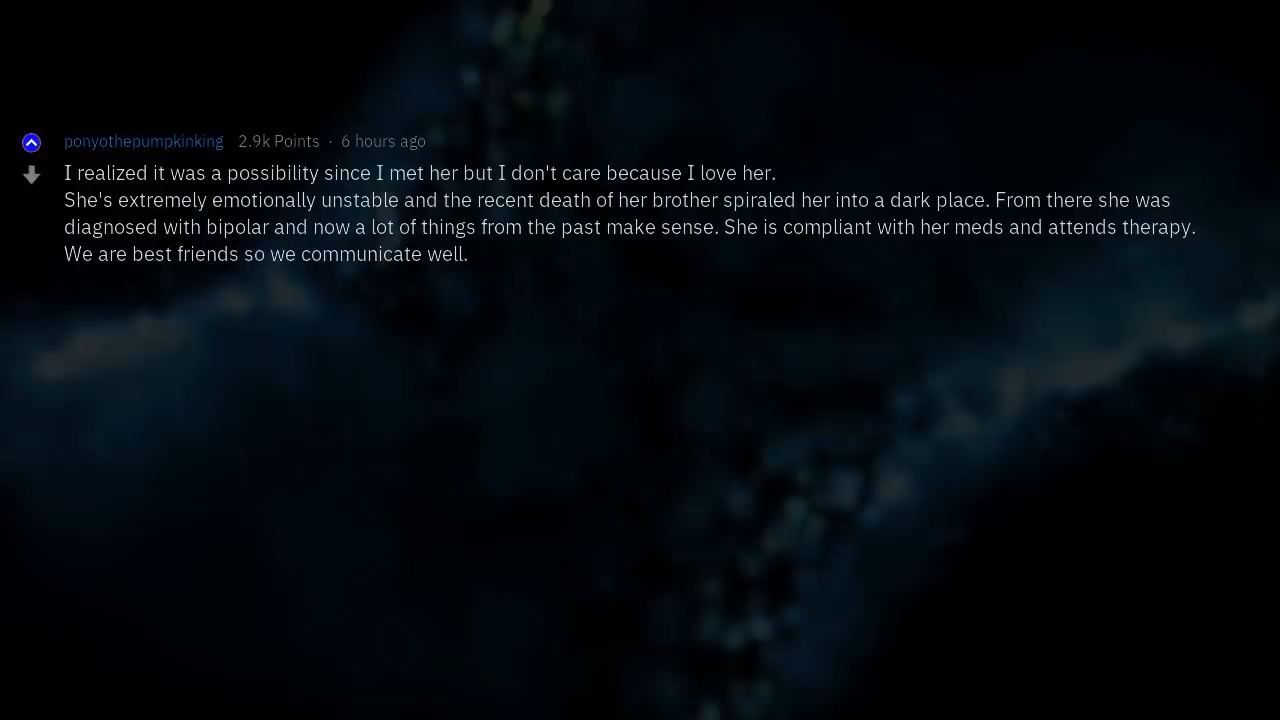 ponyothepumpkinking 2.9k Points · 6 hours ago
I realized it was a possibility since I met her but I don't care because I love her.
She's extremely emotionally unstable and the recent death of her brother spiraled her into a dark place. From there she was
diagnosed with bipolar and now a lot of things from the past make sense. She is compliant with her meds and attends therapy.
We are best friends so we communicate well.